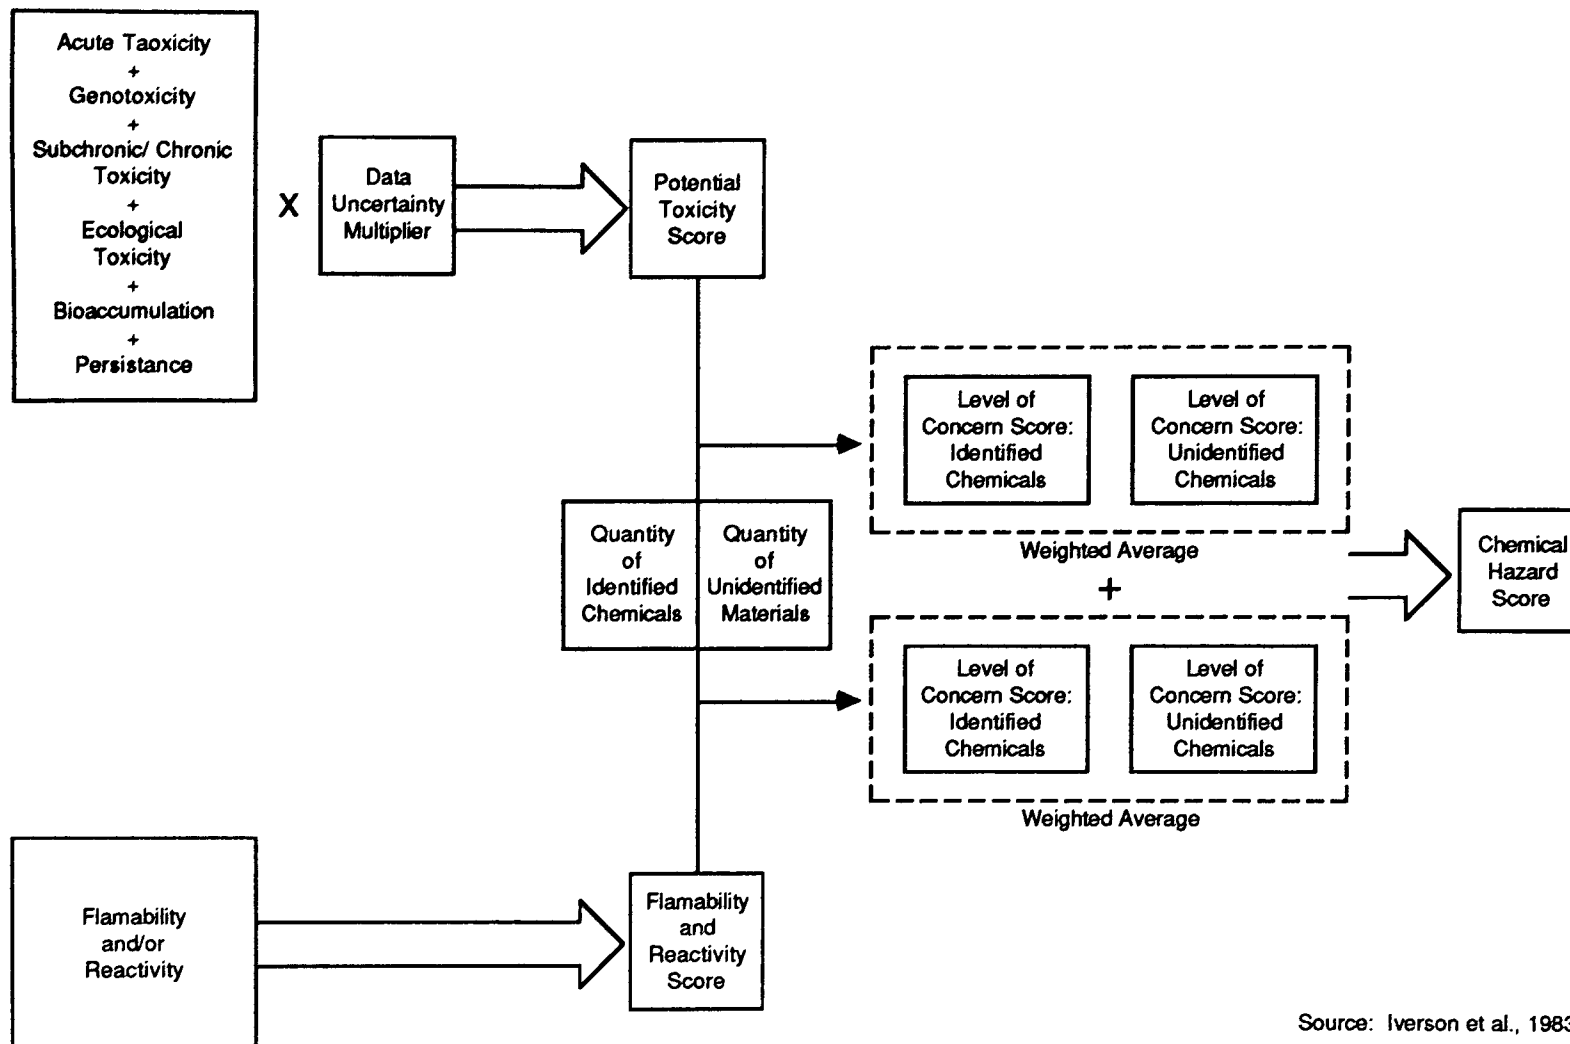 Acute Taoxicity
+
Genotoxicity
+
Subchronic/ Chronic
Toxicity
+
Ecological
Toxicity
+
Bioaccumulation
+
Persistance
X
Data
Uncertainty
Multiplier
Potential
Toxicity
Score
Level of
Concern Score:
Identified
Chemicals
Level of
Concern Score:
Unidentified
Chemicals
Weighted Average
Quantity
of
Identified
Chemicals
Quantity
of
Unidentified
Materials
+
Chemical
Hazard
Score
Level of
Concern Score:
Identified
Chemicals
Level of
Concern Score:
Unidentified
Chemicals
Weighted Average
Flamability
and/or
Reactivity
Flamability
and
Reactivity
Score
Source: Iverson et al., 1983